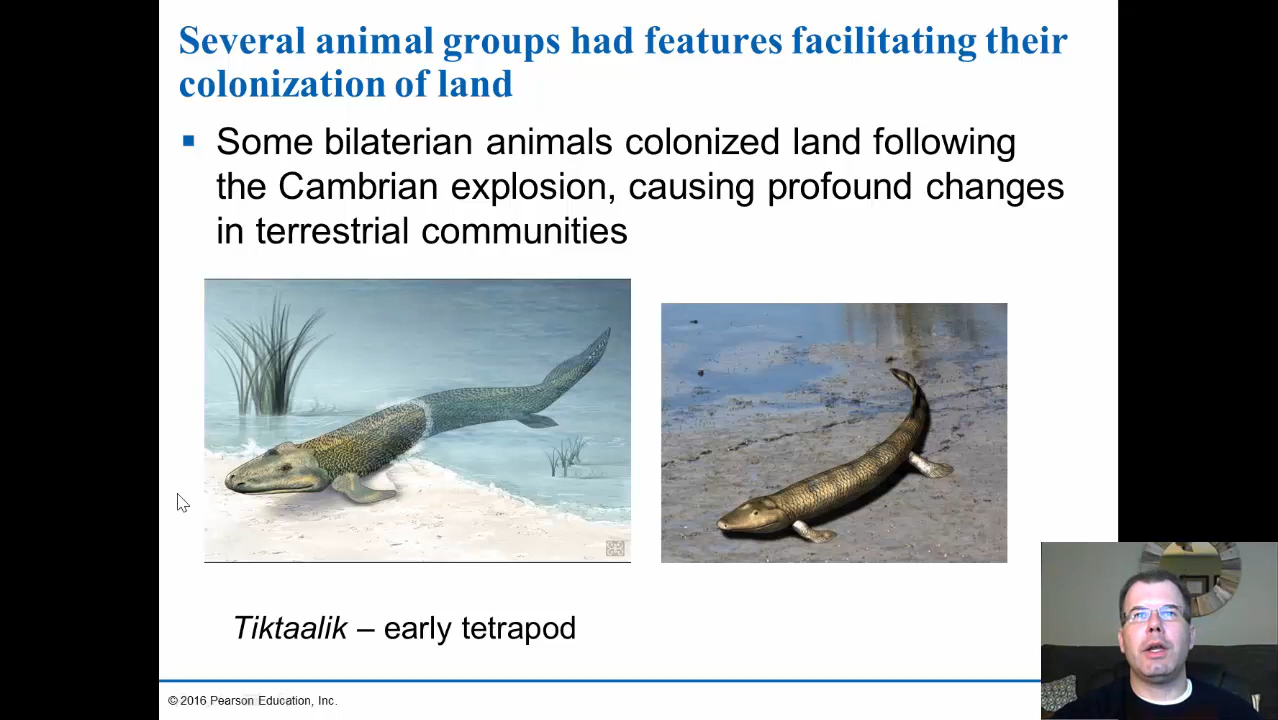 Several animal groups had features facilitating their
colonization of land
Some bilaterian animals colonized land following
the Cambrian explosion, causing profound changes
in terrestrial communities
Tiktaalik – early tetrapod
© 2016 Pearson Education, Inc.